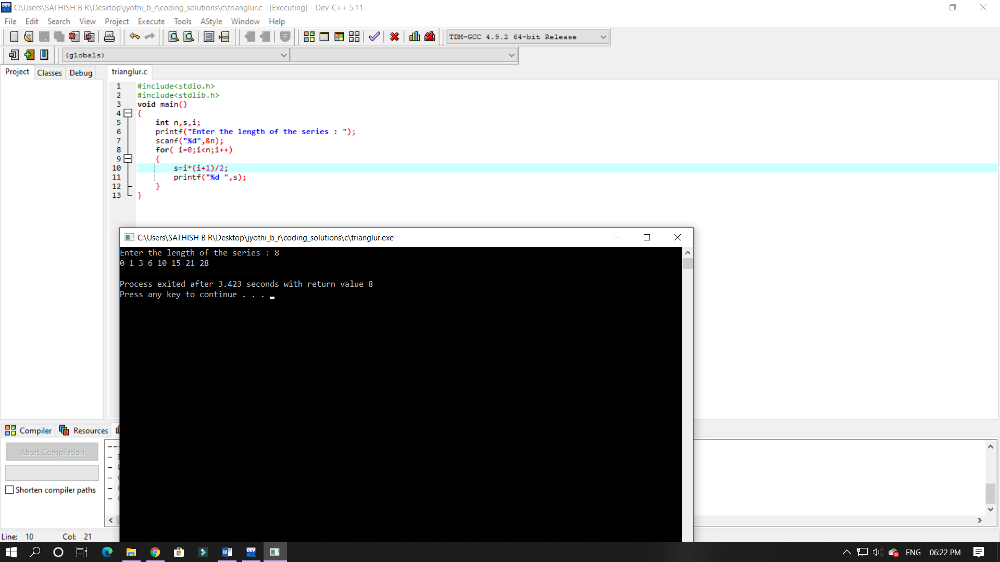 C:\Users\SATHISH B R\Desktop\jyothi_b_r\coding_solutions\c\trianglur.c - [Executing] - Dev-C++ 5.11
File Edit Search View Project Execute Tools AStyle Window Help
TDM-GCC 4.9.2 64-bit Release
(globals)
Project Classes Debug trianglur.c
1 #include<stdio.h>
2 #include<stdlib.h>
3 void main()
4 {
5 int n,s,i;
6 printf("Enter the length of the series : ");
7 scanf("%d",&n);
8 for( i=0;i<n;i++)
9 {
10 s=i*(i+1)/2;
11 printf("%d ",s);
12 }
13 }
C:\Users\SATHISH B R\Desktop\jyothi_b_r\coding_solutions\c\trianglur.exe
Enter the length of the series : 8
0 1 3 6 10 15 21 28
--------------------------------
Process exited after 3.423 seconds with return value 8
Press any key to continue . . .
Compiler Resources
Abort Compilation
Shorten compiler paths
Line: 10 Col: 21
ENG 06:22 PM